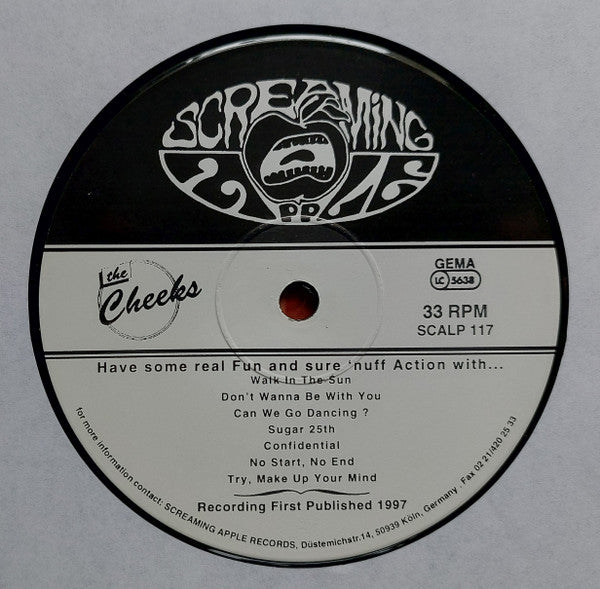 SCREAMING
APPLE
the
Cheeks
GEMA
LC 5638
33 RPM
SCALP 117
Have some real Fun and sure 'nuff Action with...
Walk In The Sun
Don't Wanna Be With You
Can We Go Dancing ?
Sugar 25th
Confidential
No Start, No End
Try, Make Up Your Mind
Recording First Published 1997
for more information contact: SCREAMING APPLE RECORDS, Düstemichstr.14, 50939 Köln, Germany . Fax 02 21/420 25 33